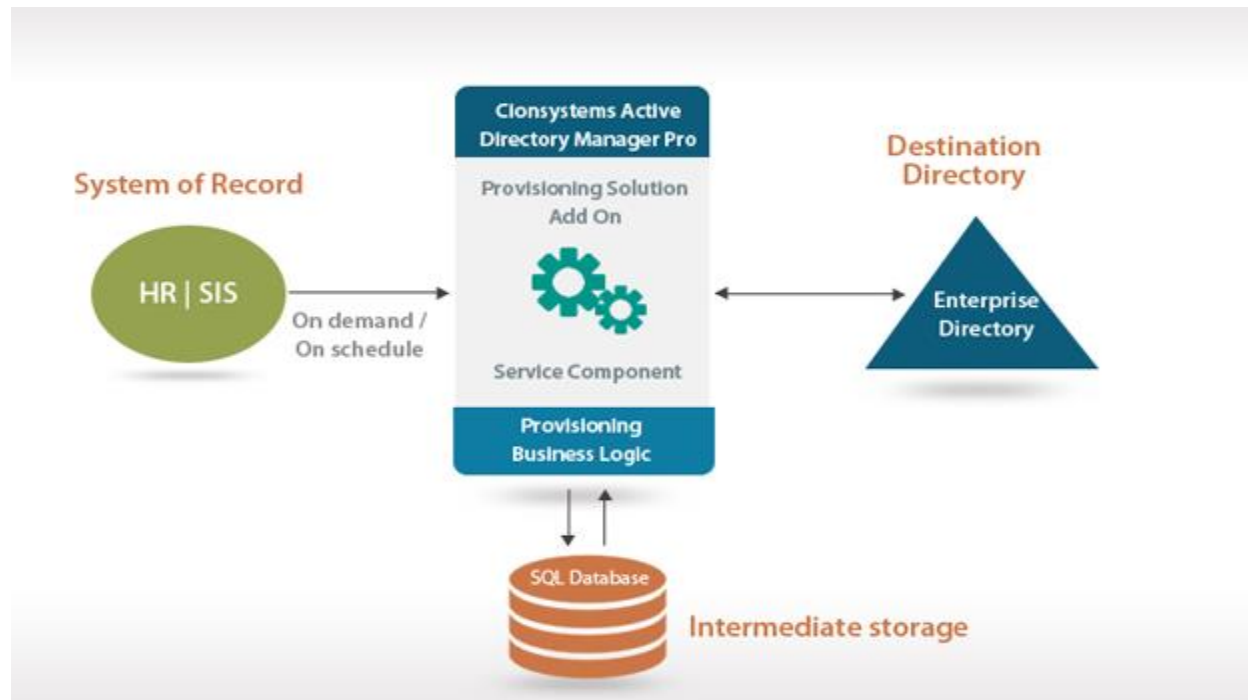 System of Record
HR | SIS
On demand /
On schedule
Cionsystems Active
Directory Manager Pro
Provisioning Solution
Add On
Service Component
Provisioning
Business Logic
Destination
Directory
Enterprise
Directory
SQL Database
Intermediate storage